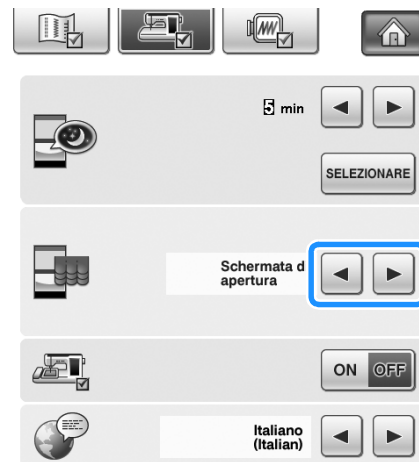 5 min
SELEZIONARE
Schermata d
apertura
ON OFF
Italiano
(Italian)